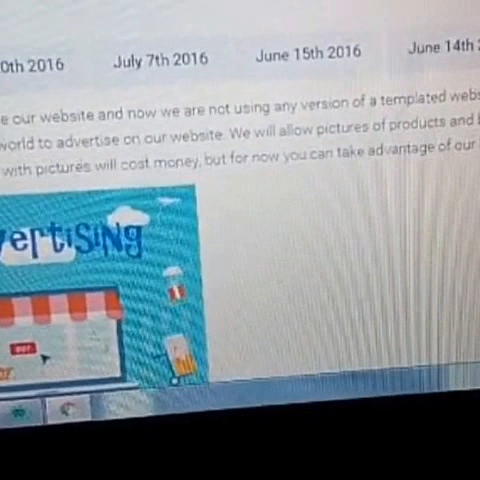 0th 2016 July 7th 2016 June 15th 2016 June 14th
e our website and now we are not using any version of a templated webs
world to advertise on our website. We will allow pictures of products and
with pictures will cost money, but for now you can take advantage of our
vertising